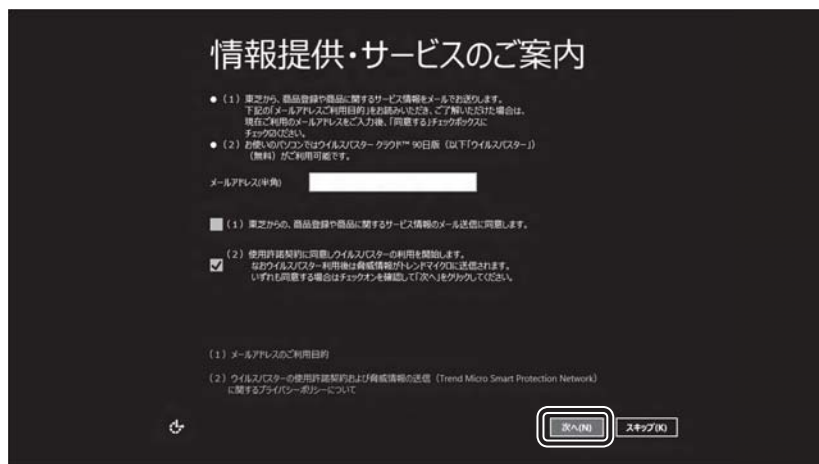 情報提供・サービスのご案内
● (1) 東芝から、商品登録や商品に関するサービス情報をメールでお送りします。
下記の「メールアドレスご利用目的」をお読みいただき、ご了解いただけた場合は、
現在ご利用のメールアドレスをご入力後、「同意する」チェックボックスに
チェックください。
● (2) お使いのパソコンではウイルスバスター クラウド™ 90日版 (以下「ウイルスバスター」)
(無料) がご利用可能です。
メールアドレス(半角)
(1) 東芝からの、商品登録や商品に関するサービス情報のメール送信に同意します。
(2) 使用許諾契約に同意しウイルスバスターの利用を開始します。
なおウイルスバスター利用後は脅威情報がトレンドマイクロに送信されます。
いずれも同意する場合はチェックオンを確認して「次へ」をクリックしてください。
(1) メールアドレスのご利用目的
(2) ウイルスバスターの使用許諾契約および脅威情報の送信 (Trend Micro Smart Protection Network)
に関するプライバシーポリシーについて
次へ(N) スキップ(K)